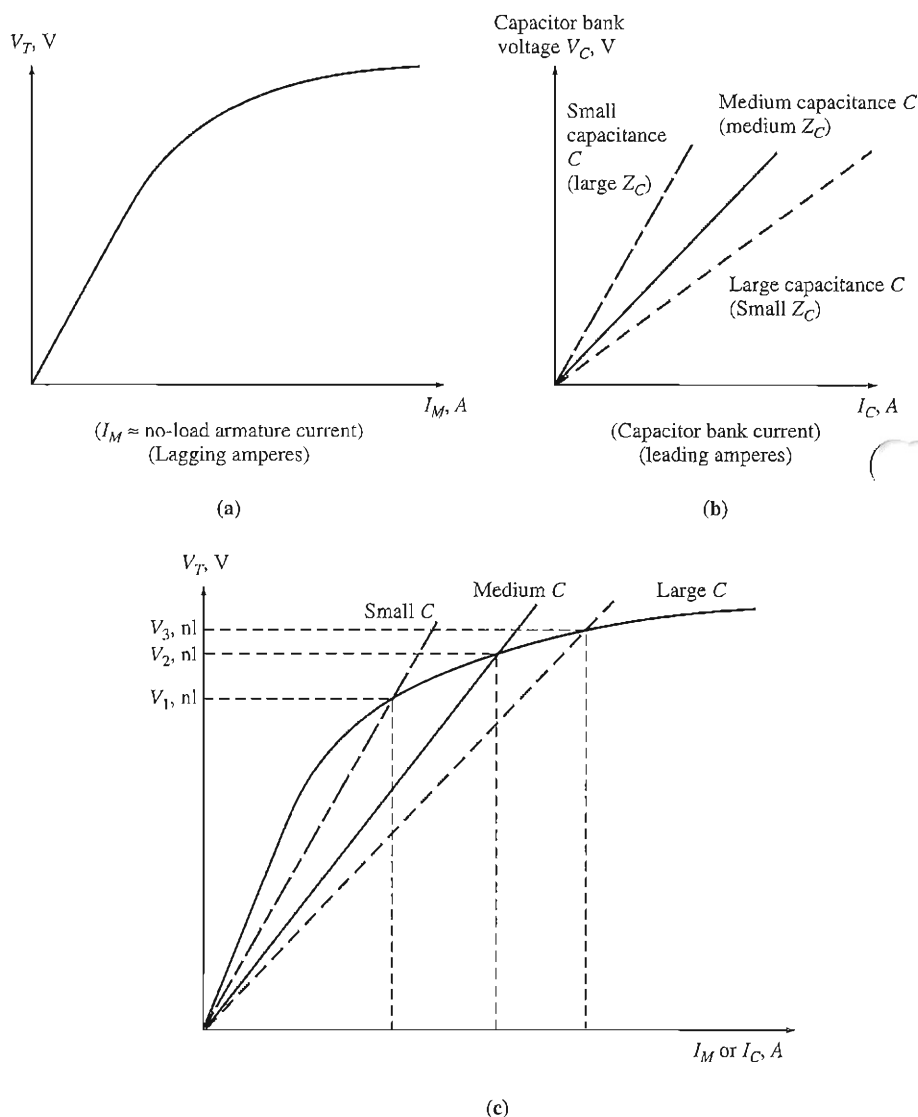 V_T, V
I_M, A
(I_M ≈ no-load armature current)
(Lagging amperes)
(a)
Capacitor bank
voltage V_C, V
Small
capacitance
C
(large Z_C)
Medium capacitance C
(medium Z_C)
Large capacitance C
(Small Z_C)
I_C, A
(Capacitor bank current)
(leading amperes)
(b)
V_T, V
Small C
Medium C
Large C
V_3, nl
V_2, nl
V_1, nl
I_M or I_C, A
(c)